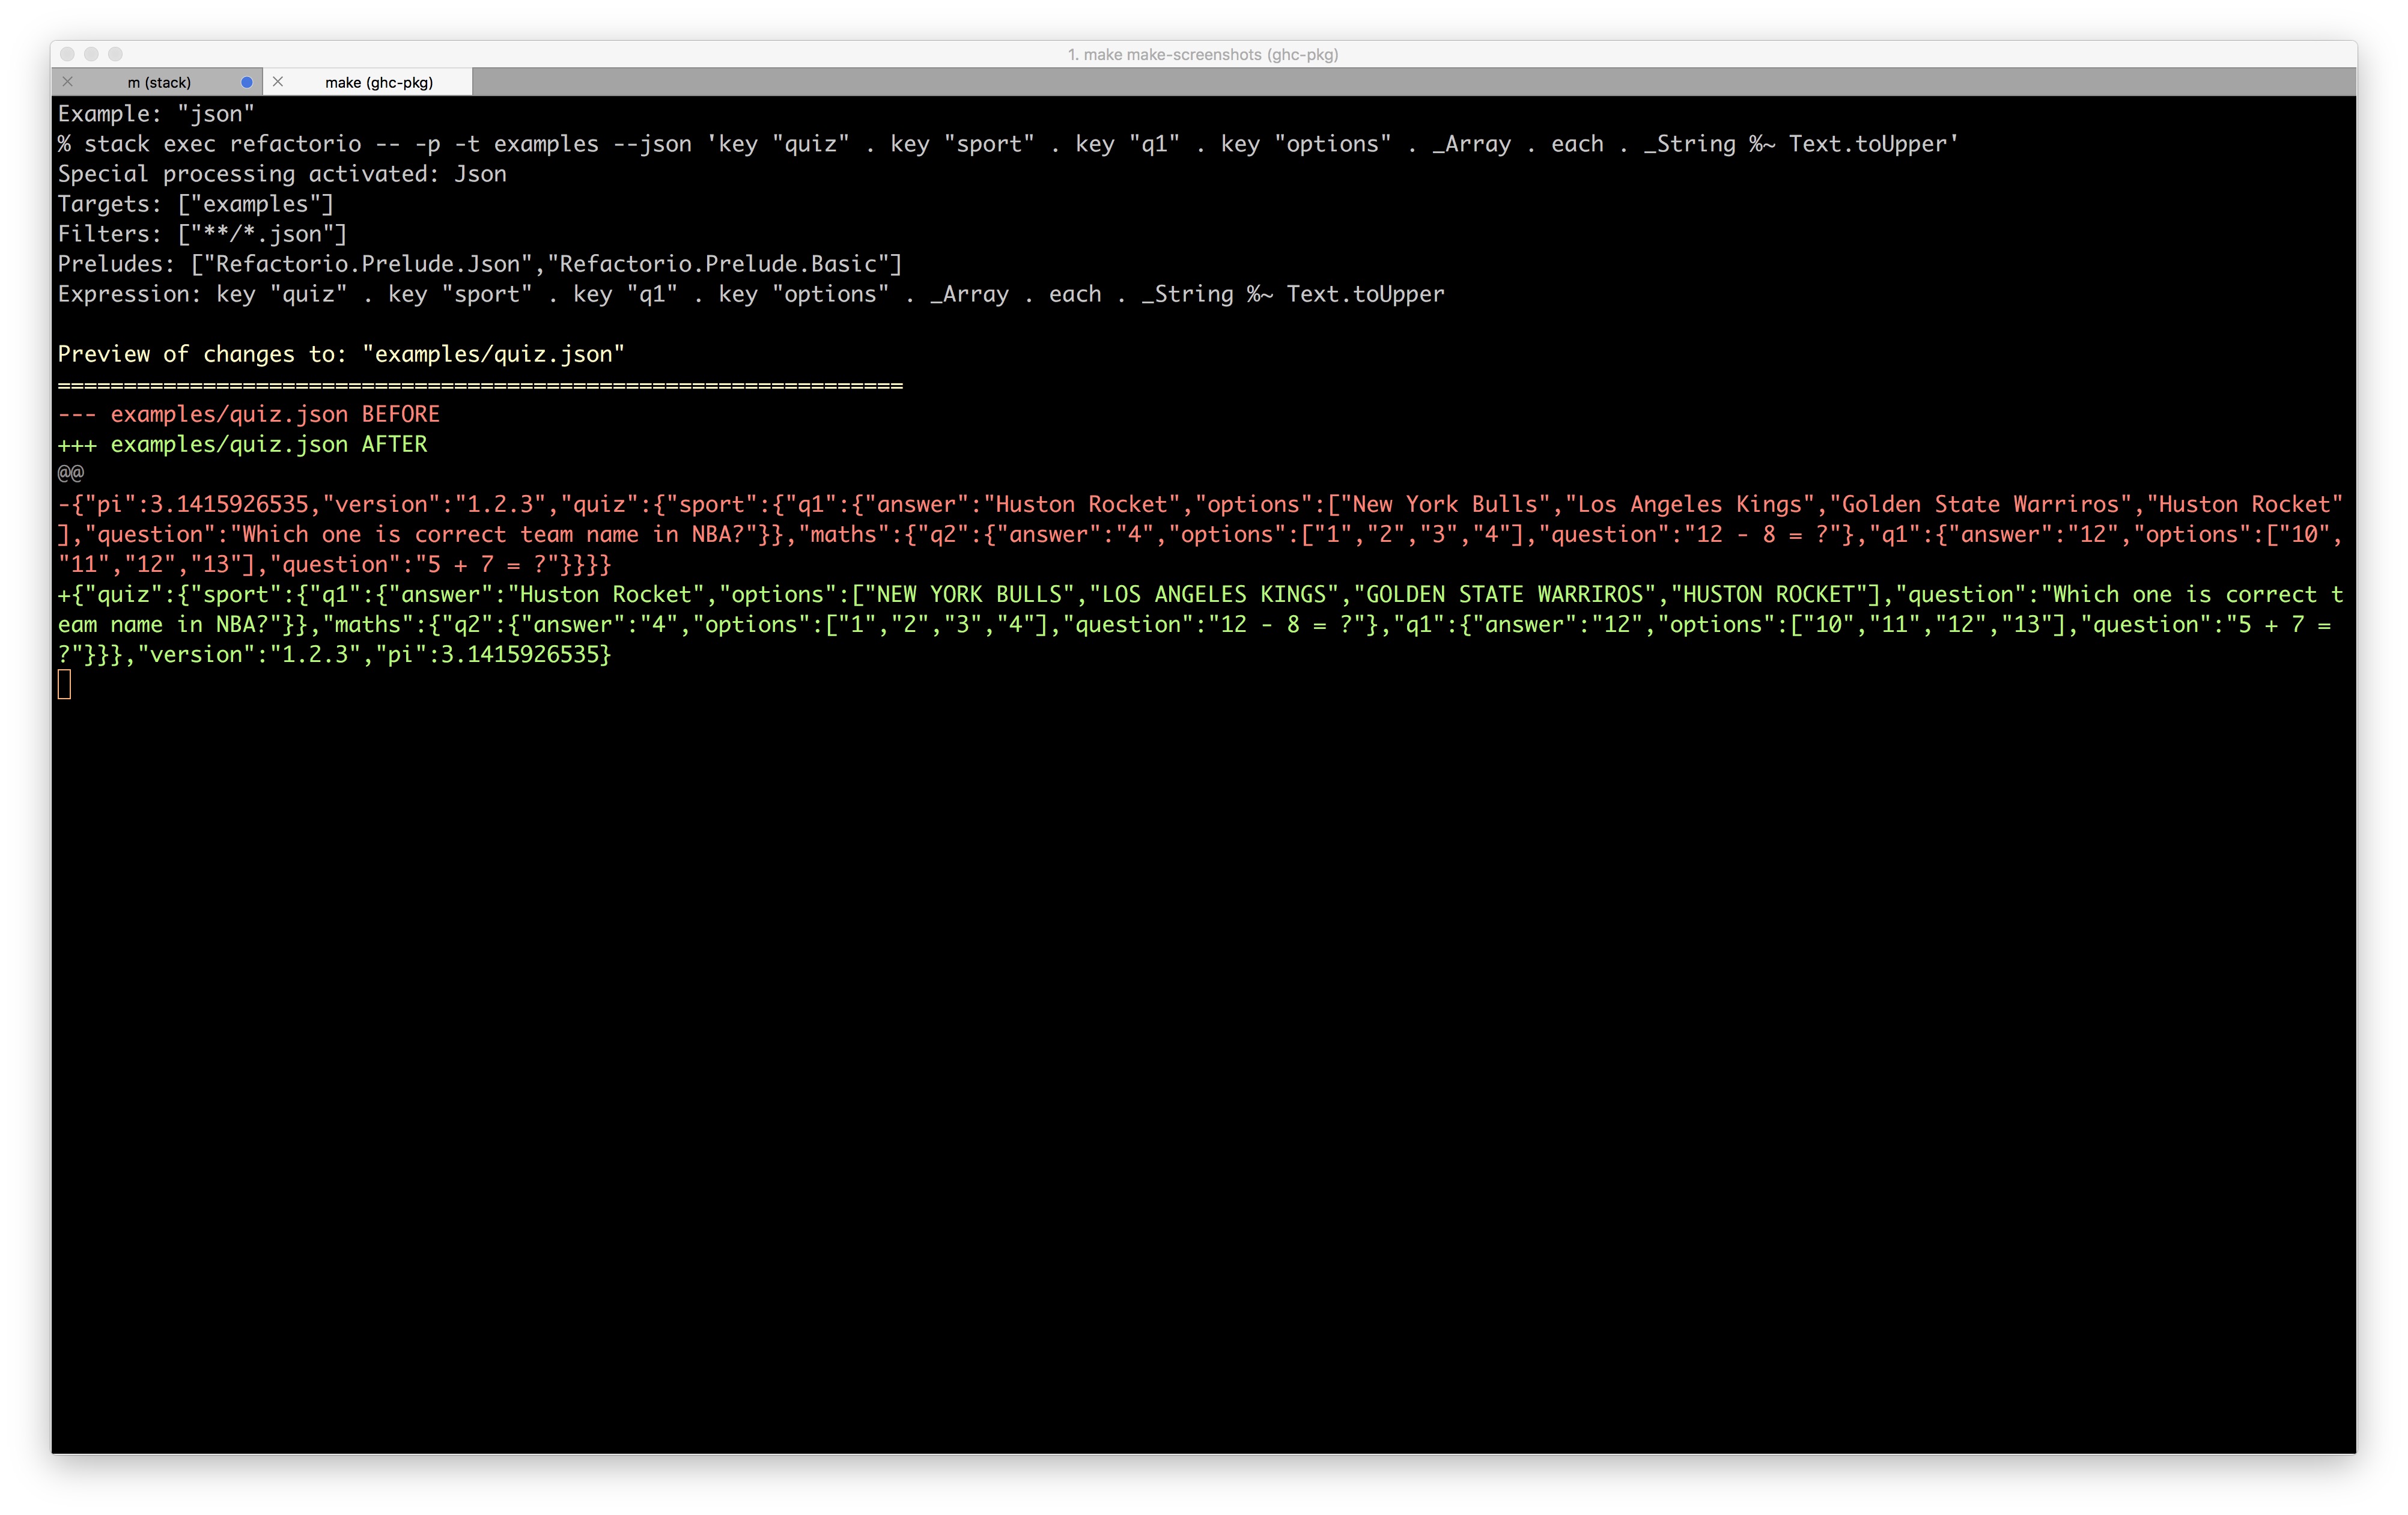 1. make make-screenshots (ghc-pkg)
m (stack)
make (ghc-pkg)
Example: "json"
% stack exec refactorio -- -p -t examples --json 'key "quiz" . key "sport" . key "q1" . key "options" . _Array . each . _String %~ Text.toUpper'
Special processing activated: Json
Targets: ["examples"]
Filters: ["**/*.json"]
Preludes: ["Refactorio.Prelude.Json","Refactorio.Prelude.Basic"]
Expression: key "quiz" . key "sport" . key "q1" . key "options" . _Array . each . _String %~ Text.toUpper
Preview of changes to: "examples/quiz.json"
================================================================
--- examples/quiz.json BEFORE
+++ examples/quiz.json AFTER
@@
-{"pi":3.1415926535,"version":"1.2.3","quiz":{"sport":{"q1":{"answer":"Huston Rocket","options":["New York Bulls","Los Angeles Kings","Golden State Warriros","Huston Rocket"
],"question":"Which one is correct team name in NBA?"}},"maths":{"q2":{"answer":"4","options":["1","2","3","4"],"question":"12 - 8 = ?"},"q1":{"answer":"12","options":["10",
"11","12","13"],"question":"5 + 7 = ?"}}}}
+{"quiz":{"sport":{"q1":{"answer":"Huston Rocket","options":["NEW YORK BULLS","LOS ANGELES KINGS","GOLDEN STATE WARRIROS","HUSTON ROCKET"],"question":"Which one is correct t
eam name in NBA?"}},"maths":{"q2":{"answer":"4","options":["1","2","3","4"],"question":"12 - 8 = ?"},"q1":{"answer":"12","options":["10","11","12","13"],"question":"5 + 7 =
?"}}},"version":"1.2.3","pi":3.1415926535}